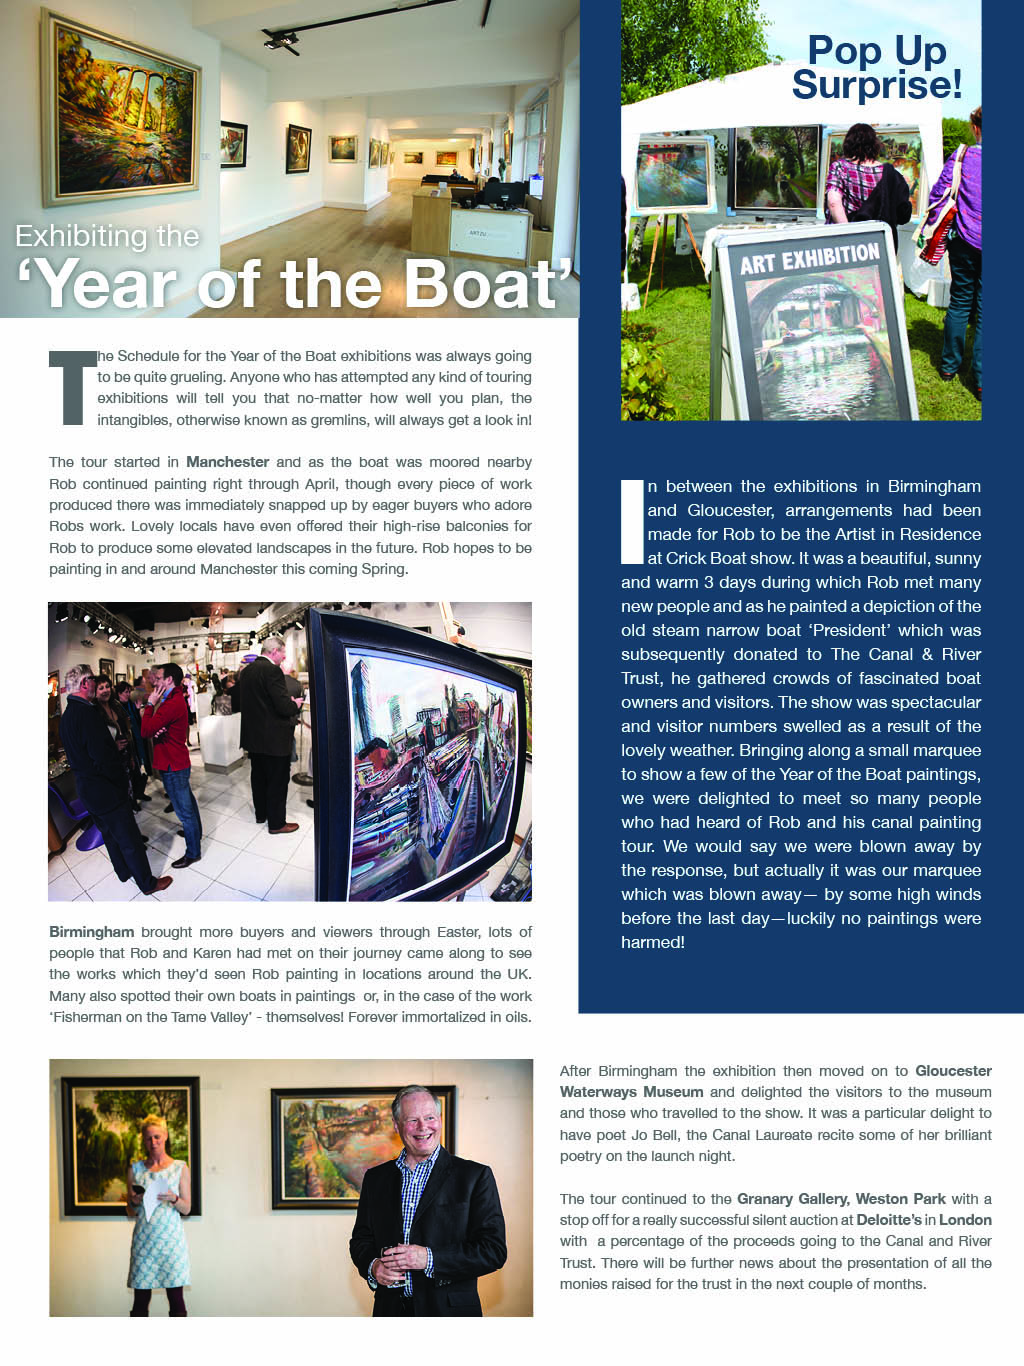 Exhibiting the
‘Year of the Boat’
The Schedule for the Year of the Boat exhibitions was always going
to be quite grueling. Anyone who has attempted any kind of touring
exhibitions will tell you that no-matter how well you plan, the
intangibles, otherwise known as gremlins, will always get a look in!
The tour started in Manchester and as the boat was moored nearby
Rob continued painting right through April, though every piece of work
produced there was immediately snapped up by eager buyers who adore
Robs work. Lovely locals have even offered their high-rise balconies for
Rob to produce some elevated landscapes in the future. Rob hopes to be
painting in and around Manchester this coming Spring.
Birmingham brought more buyers and viewers through Easter, lots of
people that Rob and Karen had met on their journey came along to see
the works which they’d seen Rob painting in locations around the UK.
Many also spotted their own boats in paintings  or, in the case of the work
‘Fisherman on the Tame Valley’ - themselves! Forever immortalized in oils.
After Birmingham the exhibition then moved on to Gloucester
Waterways Museum and delighted the visitors to the museum
and those who travelled to the show. It was a particular delight to
have poet Jo Bell, the Canal Laureate recite some of her brilliant
poetry on the launch night.
The tour continued to the Granary Gallery, Weston Park with a
stop off for a really successful silent auction at Deloitte’s in London
with  a percentage of the proceeds going to the Canal and River
Trust. There will be further news about the presentation of all the
monies raised for the trust in the next couple of months.
Pop Up
Surprise!
ART EXHIBITION
In between the exhibitions in Birmingham
and Gloucester, arrangements had been
made for Rob to be the Artist in Residence
at Crick Boat show. It was a beautiful, sunny
and warm 3 days during which Rob met many
new people and as he painted a depiction of the
old steam narrow boat ‘President’ which was
subsequently donated to The Canal & River
Trust, he gathered crowds of fascinated boat
owners and visitors. The show was spectacular
and visitor numbers swelled as a result of the
lovely weather. Bringing along a small marquee
to show a few of the Year of the Boat paintings,
we were delighted to meet so many people
who had heard of Rob and his canal painting
tour. We would say we were blown away by
the response, but actually it was our marquee
which was blown away— by some high winds
before the last day—luckily no paintings were
harmed!